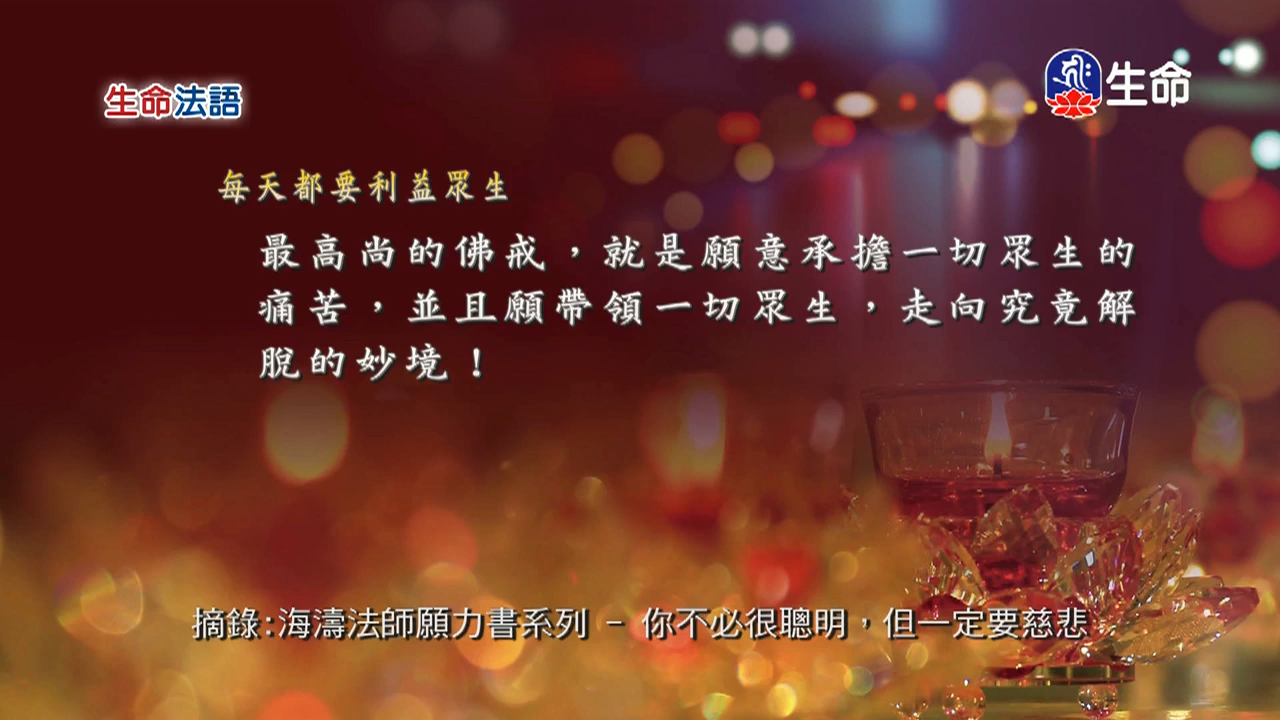 生命法語
生命
每天都要利益眾生
最高尚的佛戒，就是願意承擔一切眾生的
痛苦，並且願帶領一切眾生，走向究竟解
脫的妙境！
摘錄:海濤法師願力書系列 - 你不必很聰明，但一定要慈悲